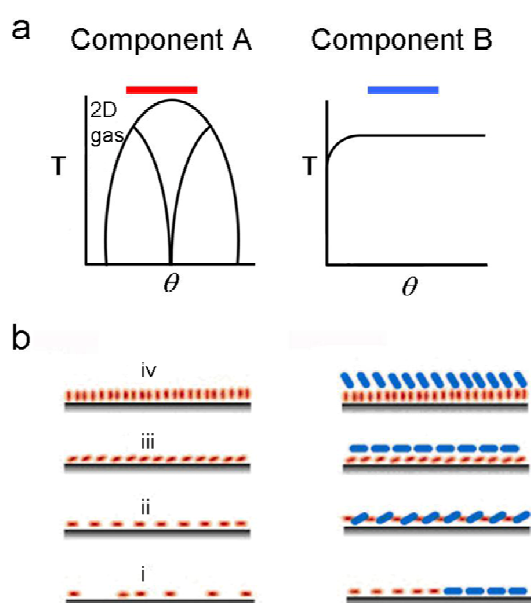 a
Component A
Component B
2D
gas
T
θ
T
θ
b
iv
iii
ii
i